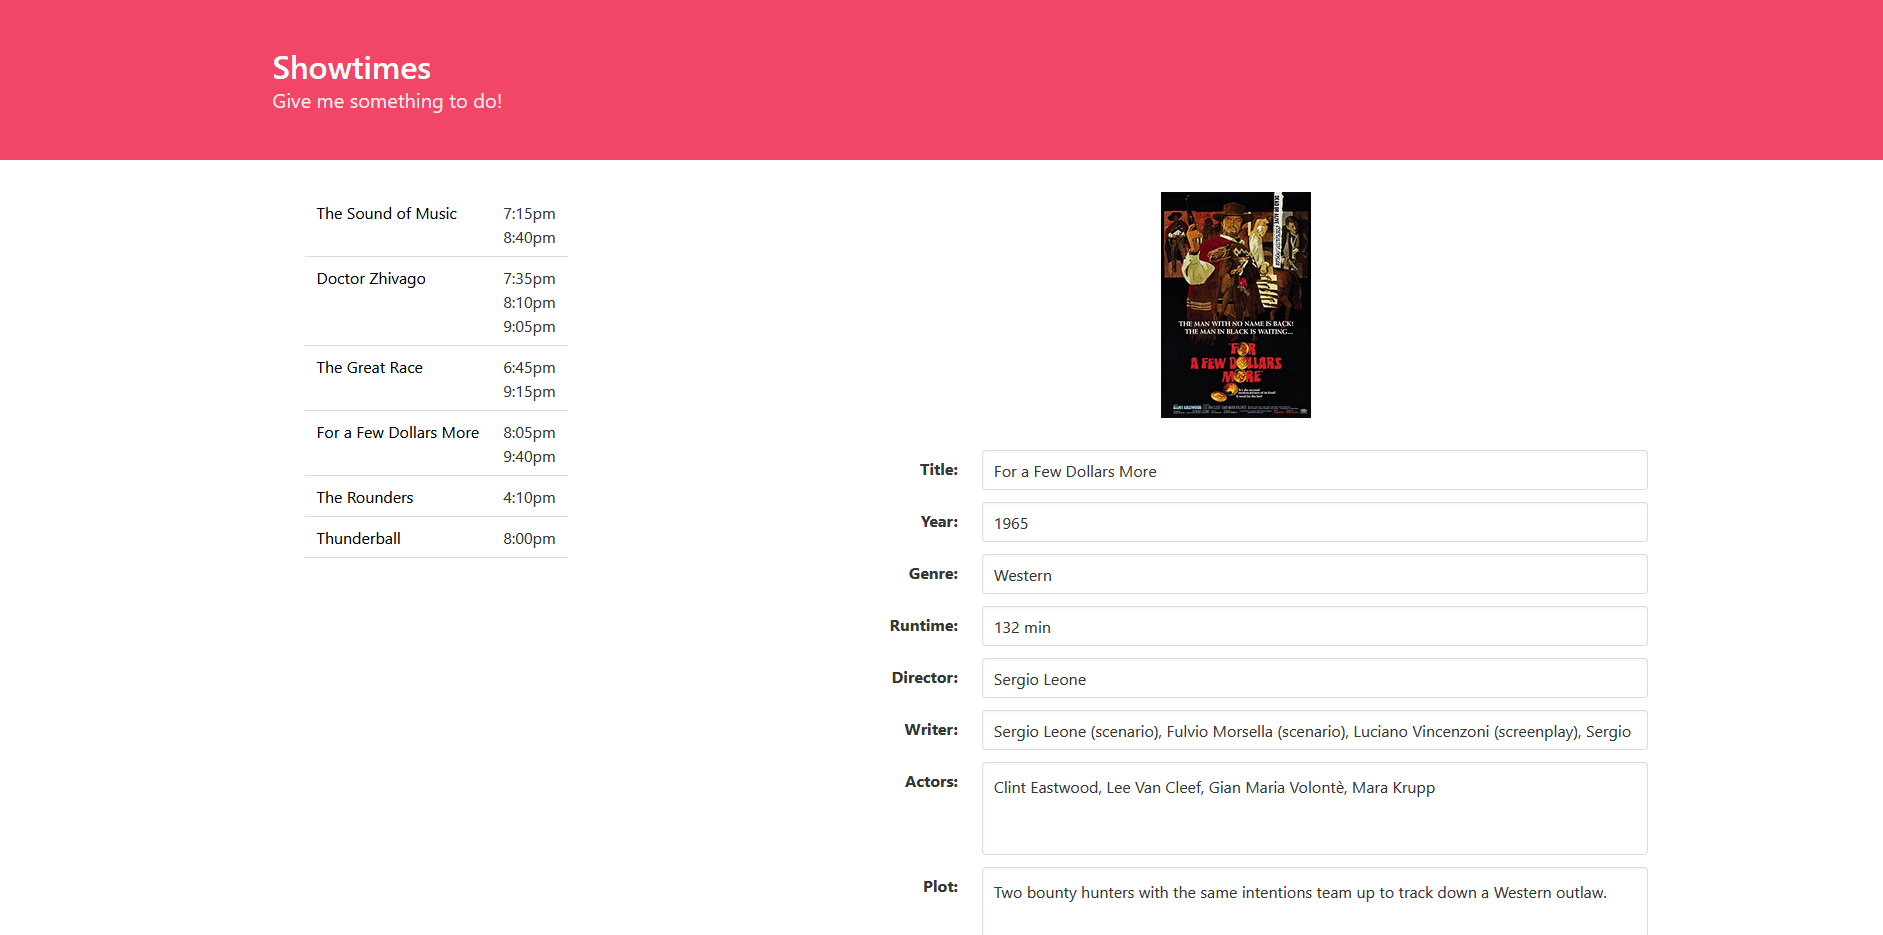 Showtimes
Give me something to do!
The Sound of Music 7:15pm
8:40pm
Doctor Zhivago 7:35pm
8:10pm
9:05pm
The Great Race 6:45pm
9:15pm
For a Few Dollars More 8:05pm
9:40pm
The Rounders 4:10pm
Thunderball 8:00pm
THE MAN WITH NO NAME IS BACK!
THE MAN IN BLACK IS WAITING...
FOR
A FEW DOLLARS
MORE
Title: For a Few Dollars More
Year: 1965
Genre: Western
Runtime: 132 min
Director: Sergio Leone
Writer: Sergio Leone (scenario), Fulvio Morsella (scenario), Luciano Vincenzoni (screenplay), Sergio
Actors: Clint Eastwood, Lee Van Cleef, Gian Maria Volontè, Mara Krupp
Plot: Two bounty hunters with the same intentions team up to track down a Western outlaw.